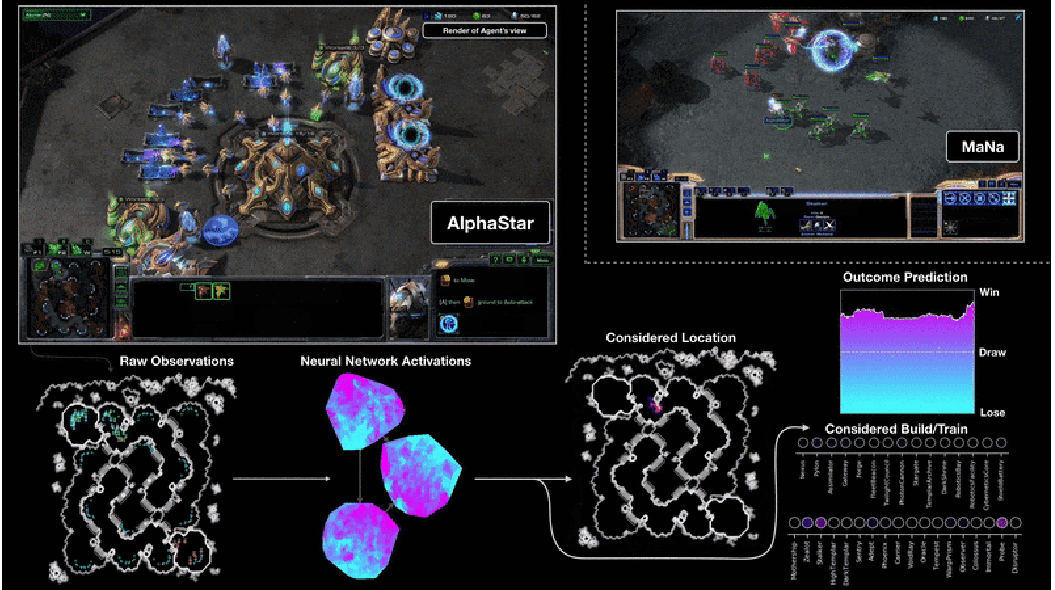 Render of Agent's view
AlphaStar
MaNa
Raw Observations
Neural Network Activations
Considered Location
Outcome Prediction
Win
Draw
Lose
Considered Build/Train
Nexus
Pylon
Assimilator
Gateway
Forge
FleetBeacon
TwilightCouncil
PhotonCannon
Stargate
TemplarArchive
DarkShrine
RoboticsBay
RoboticsFacility
CyberneticsCore
ShieldBattery
Mothership
Zealot
Stalker
HighTemplar
DarkTemplar
Sentry
Adept
Phoenix
Carrier
VoidRay
Oracle
Tempest
WarpPrism
Observer
Colossus
Immortal
Probe
Disruptor